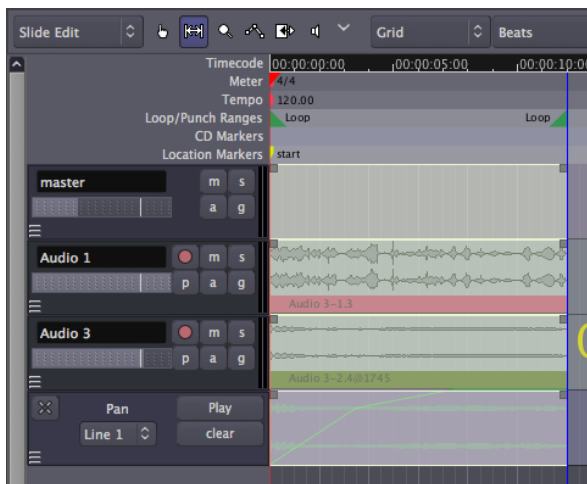 Slide Edit Grid Beats
Timecode 00:00:00:00 00:00:05:00 00:00:10:0
Meter 4/4
Tempo 120.00
Loop/Punch Ranges Loop Loop
CD Markers
Location Markers start
master m s
a g
Audio 1 m s
p a g
Audio 3-1.3
Audio 3 m s
p a g
Audio 3-2.4@1745
Pan Play
Line 1 clear